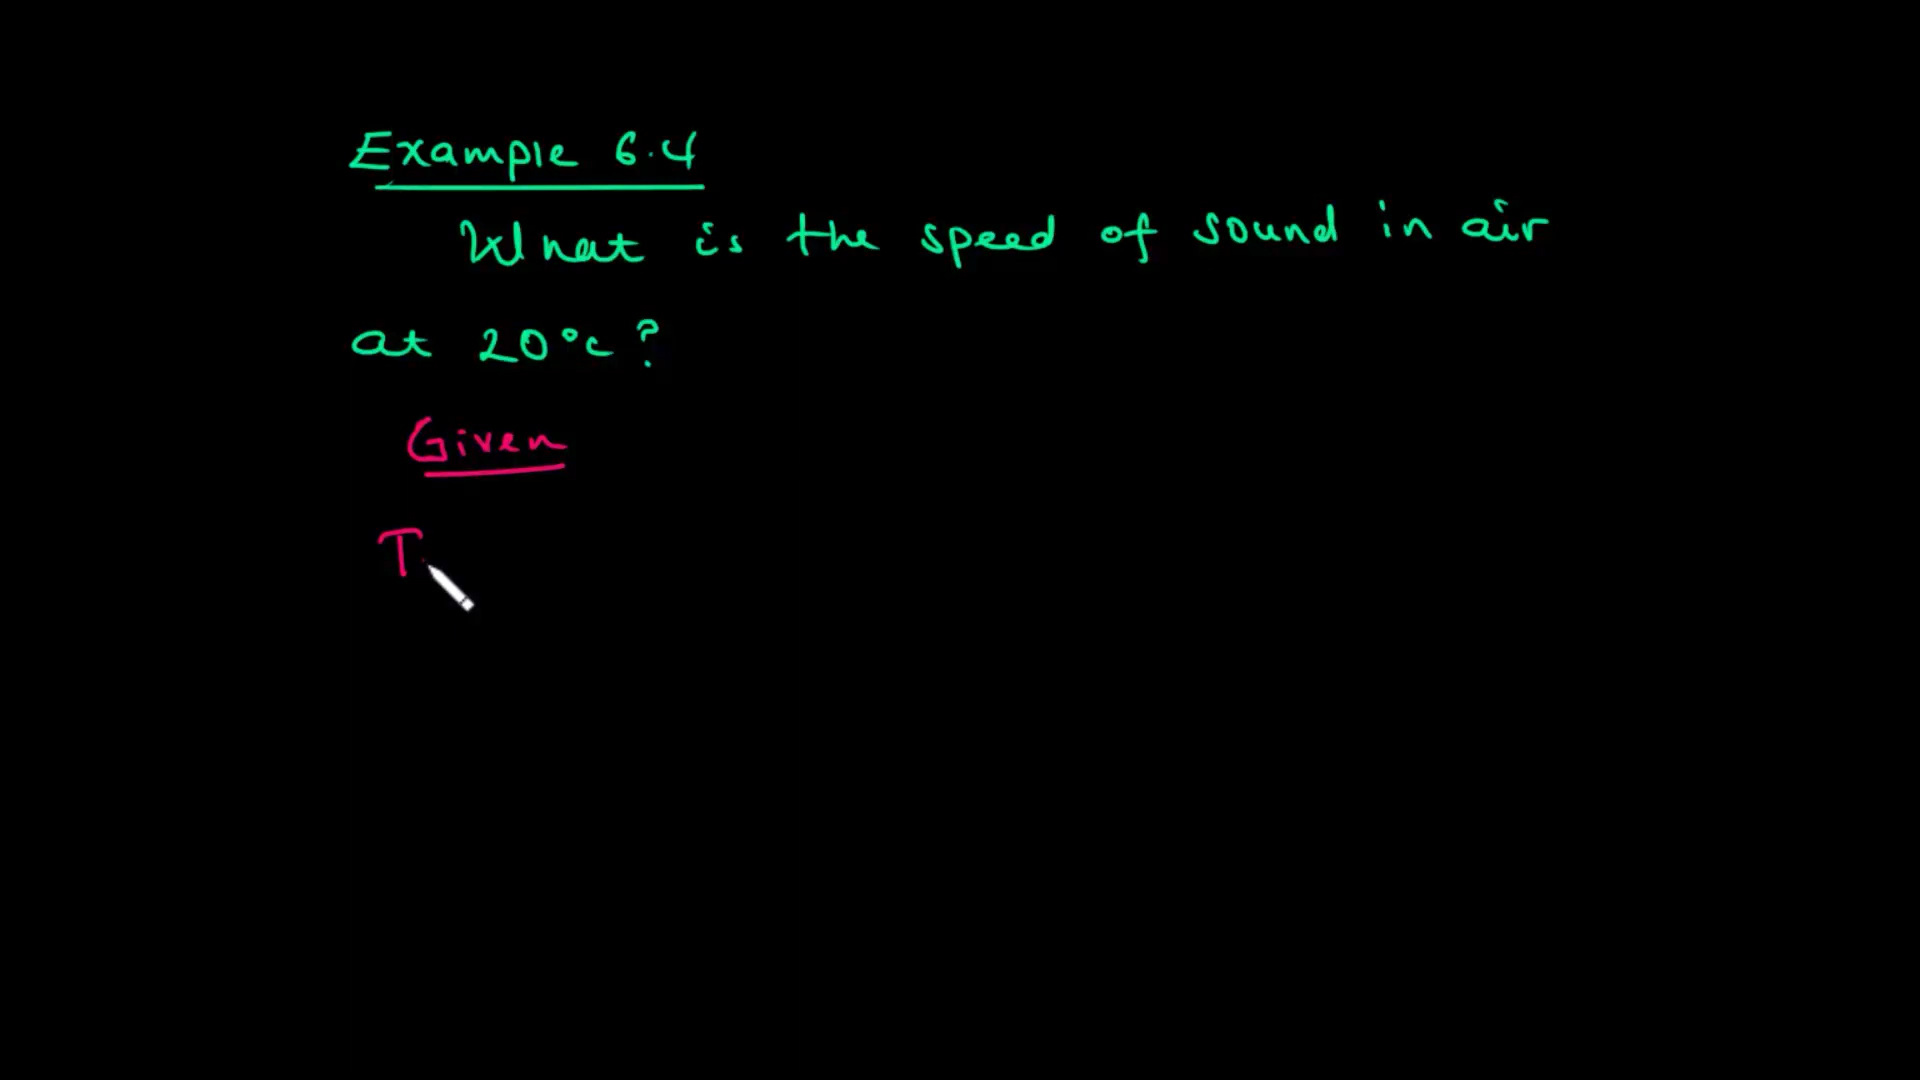 Example 6.4
What is the speed of sound in air
at 20°c?
Given
T